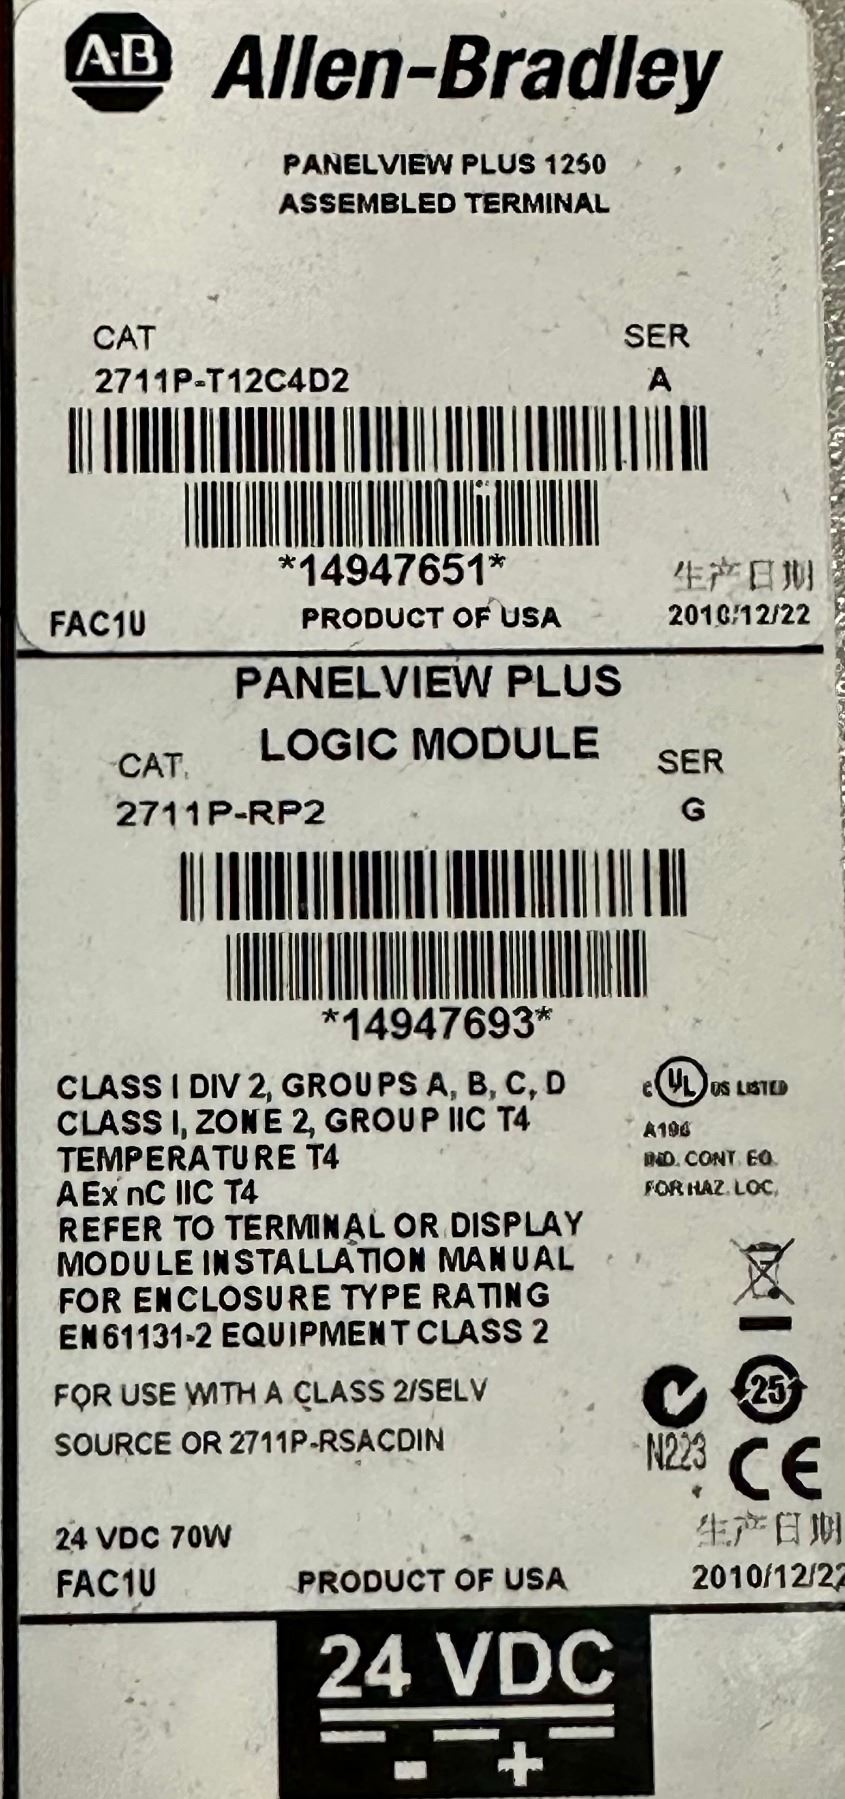 A-B Allen-Bradley
PANELVIEW PLUS 1250
ASSEMBLED TERMINAL
CAT SER
2711P-T12C4D2 A
*14947651*
生产日期
FAC1U PRODUCT OF USA 2010/12/22
PANELVIEW PLUS
LOGIC MODULE
CAT. SER
2711P-RP2 G
*14947693*
CLASS I DIV 2, GROUPS A, B, C, D
CLASS I, ZONE 2, GROUP IIC T4
TEMPERATURE T4
AEx nC IIC T4
REFER TO TERMINAL OR DISPLAY
MODULE INSTALLATION MANUAL
FOR ENCLOSURE TYPE RATING
EN61131-2 EQUIPMENT CLASS 2
c UL US LISTED
A196
IND. CONT. EQ.
FOR HAZ. LOC.
FOR USE WITH A CLASS 2/SELV
SOURCE OR 2711P-RSACDIN
25
N223 CE
24 VDC 70W
生产日期
FAC1U PRODUCT OF USA 2010/12/22
24 VDC
- +